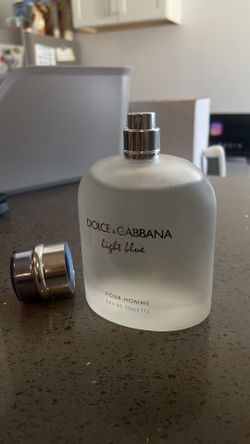 DOLCE & GABBANA
light blue
POUR HOMME
EAU DE TOILETTE